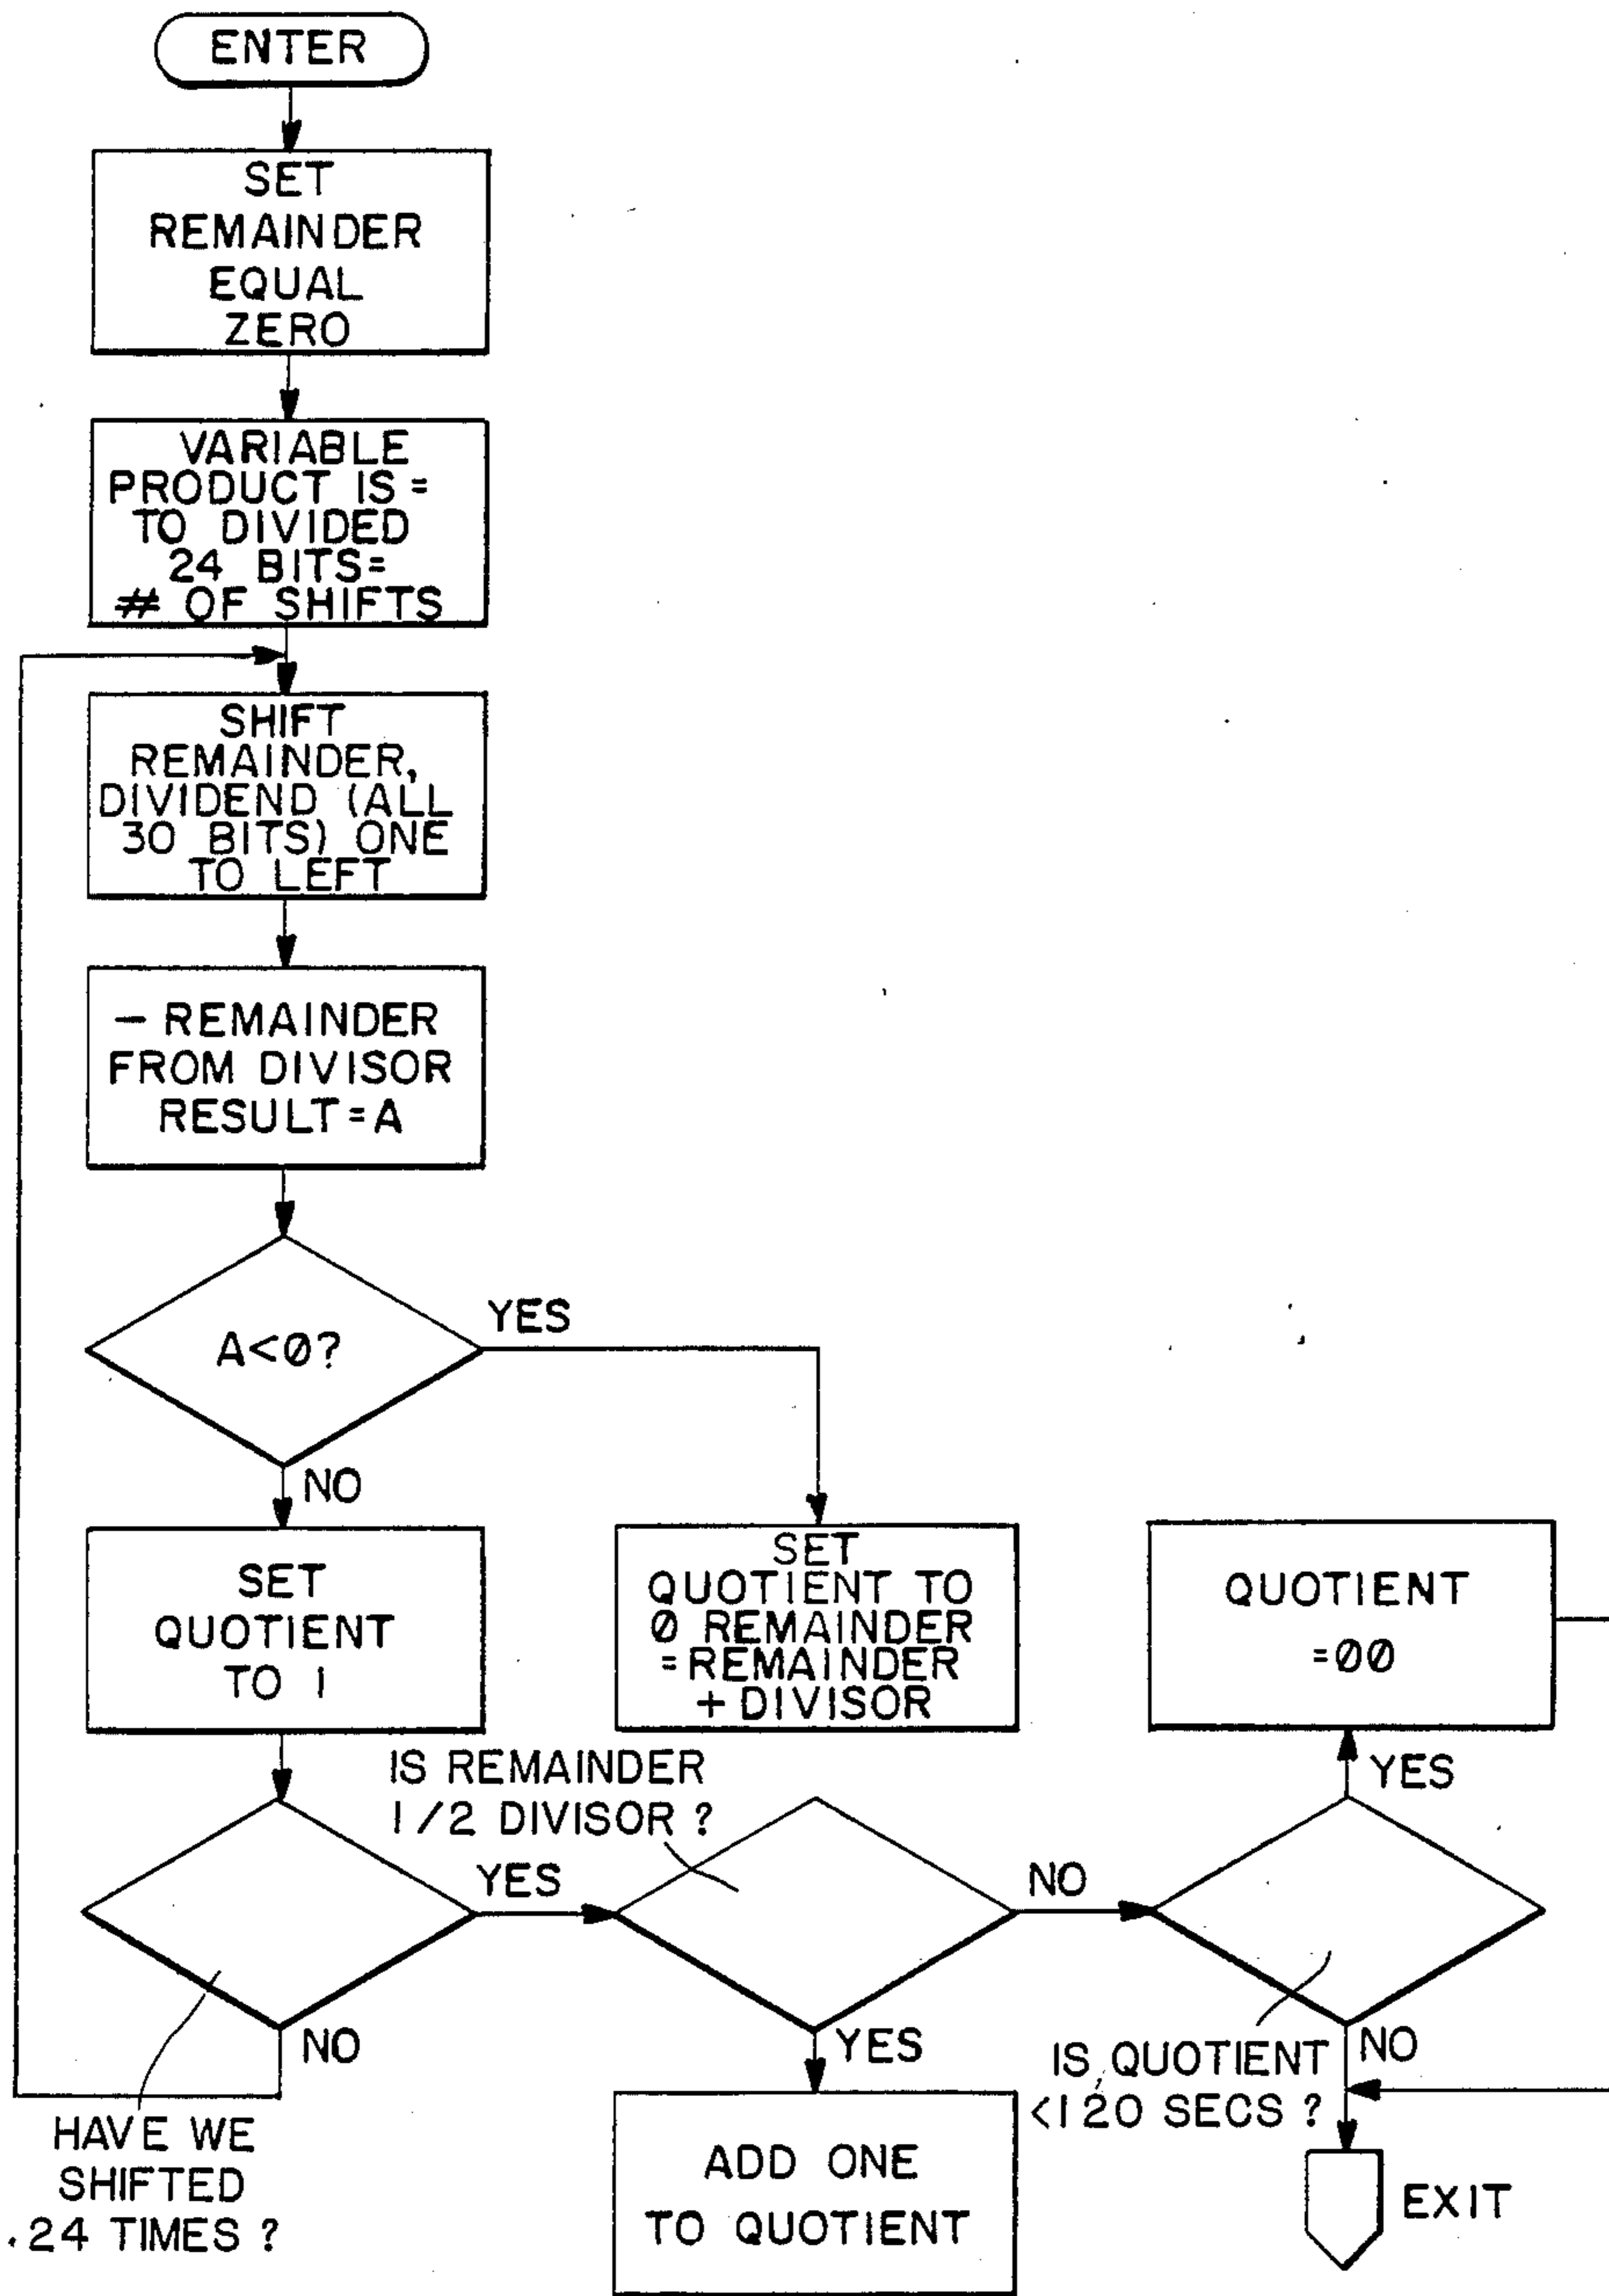 ENTER
SET
REMAINDER
EQUAL
ZERO
VARIABLE
PRODUCT IS =
TO DIVIDED
24 BITS=
# OF SHIFTS
SHIFT
REMAINDER,
DIVIDEND (ALL
30 BITS) ONE
TO LEFT
- REMAINDER
FROM DIVISOR
RESULT = A
A<0?
YES
NO
SET
QUOTIENT
TO 1
SET
QUOTIENT TO
0 REMAINDER
= REMAINDER
+ DIVISOR
QUOTIENT
=00
IS REMAINDER
1/2 DIVISOR ?
YES
YES
NO
NO
YES
IS QUOTIENT
<120 SECS ?
NO
HAVE WE
SHIFTED
24 TIMES ?
ADD ONE
TO QUOTIENT
EXIT